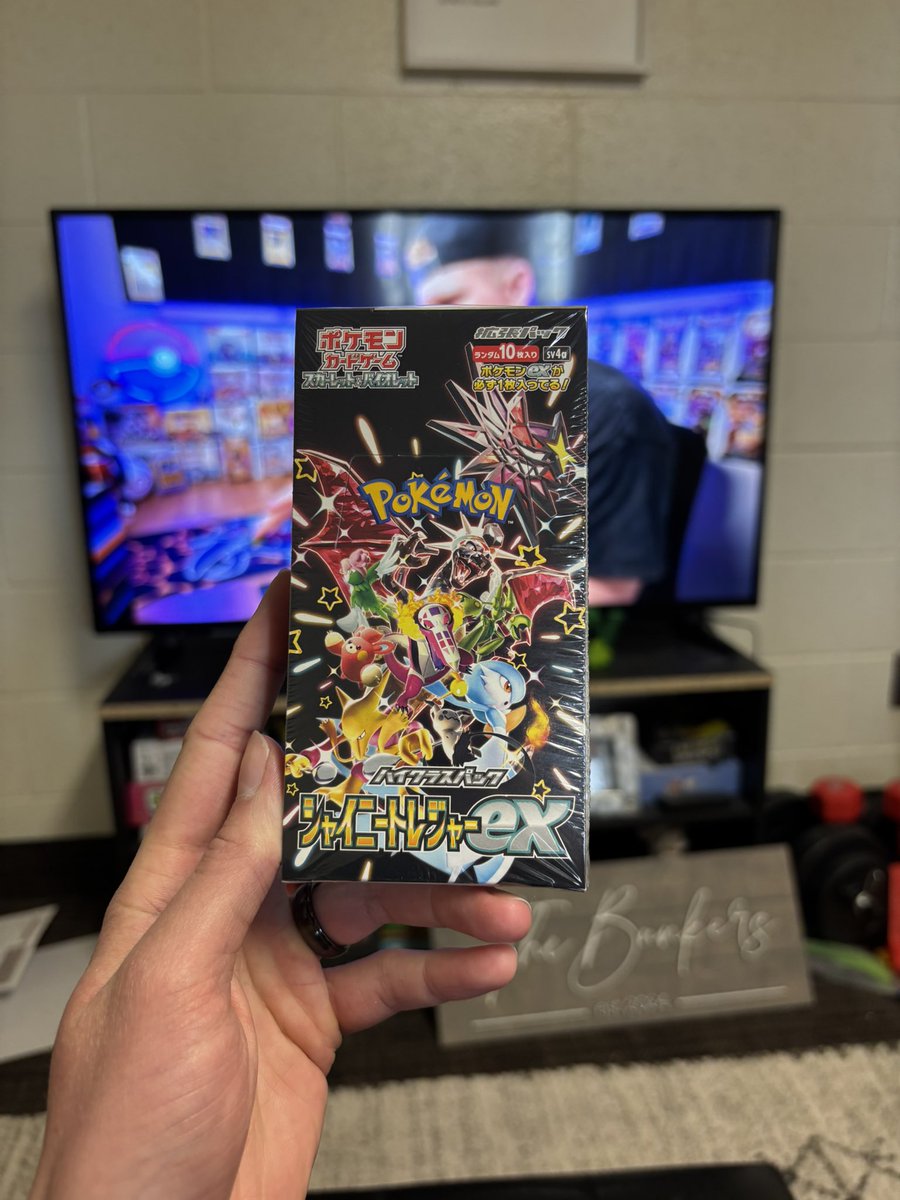 ポケモン
カードゲーム
スカーレット&バイオレット
拡張パック
ランダム10枚入り
SV4a
ポケモンexが
必ず1枚入ってる!
POKéMON
TM
ハイクラスパック
シャイニートレジャーex
The Bunkers